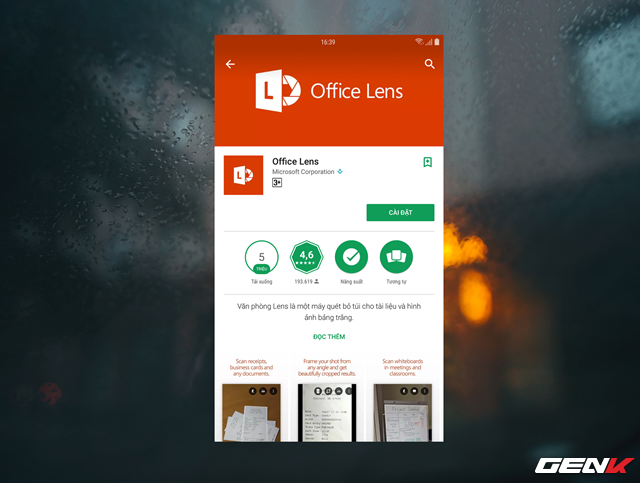 16:39
L Office Lens
L
Office Lens
Microsoft Corporation
3+
CÀI ĐẶT
5
TRIỆU
4,6
Tải xuống
193.619
Năng suất
Tương tự
Văn phòng Lens là một máy quét bỏ túi cho tài liệu và hình
ảnh bảng trắng.
ĐỌC THÊM
Scan receipts,
business cards and
any documents.
Frame your shot from
any angle and get
beautifully cropped results.
Scan whiteboards
in meetings and
classrooms.
GENK